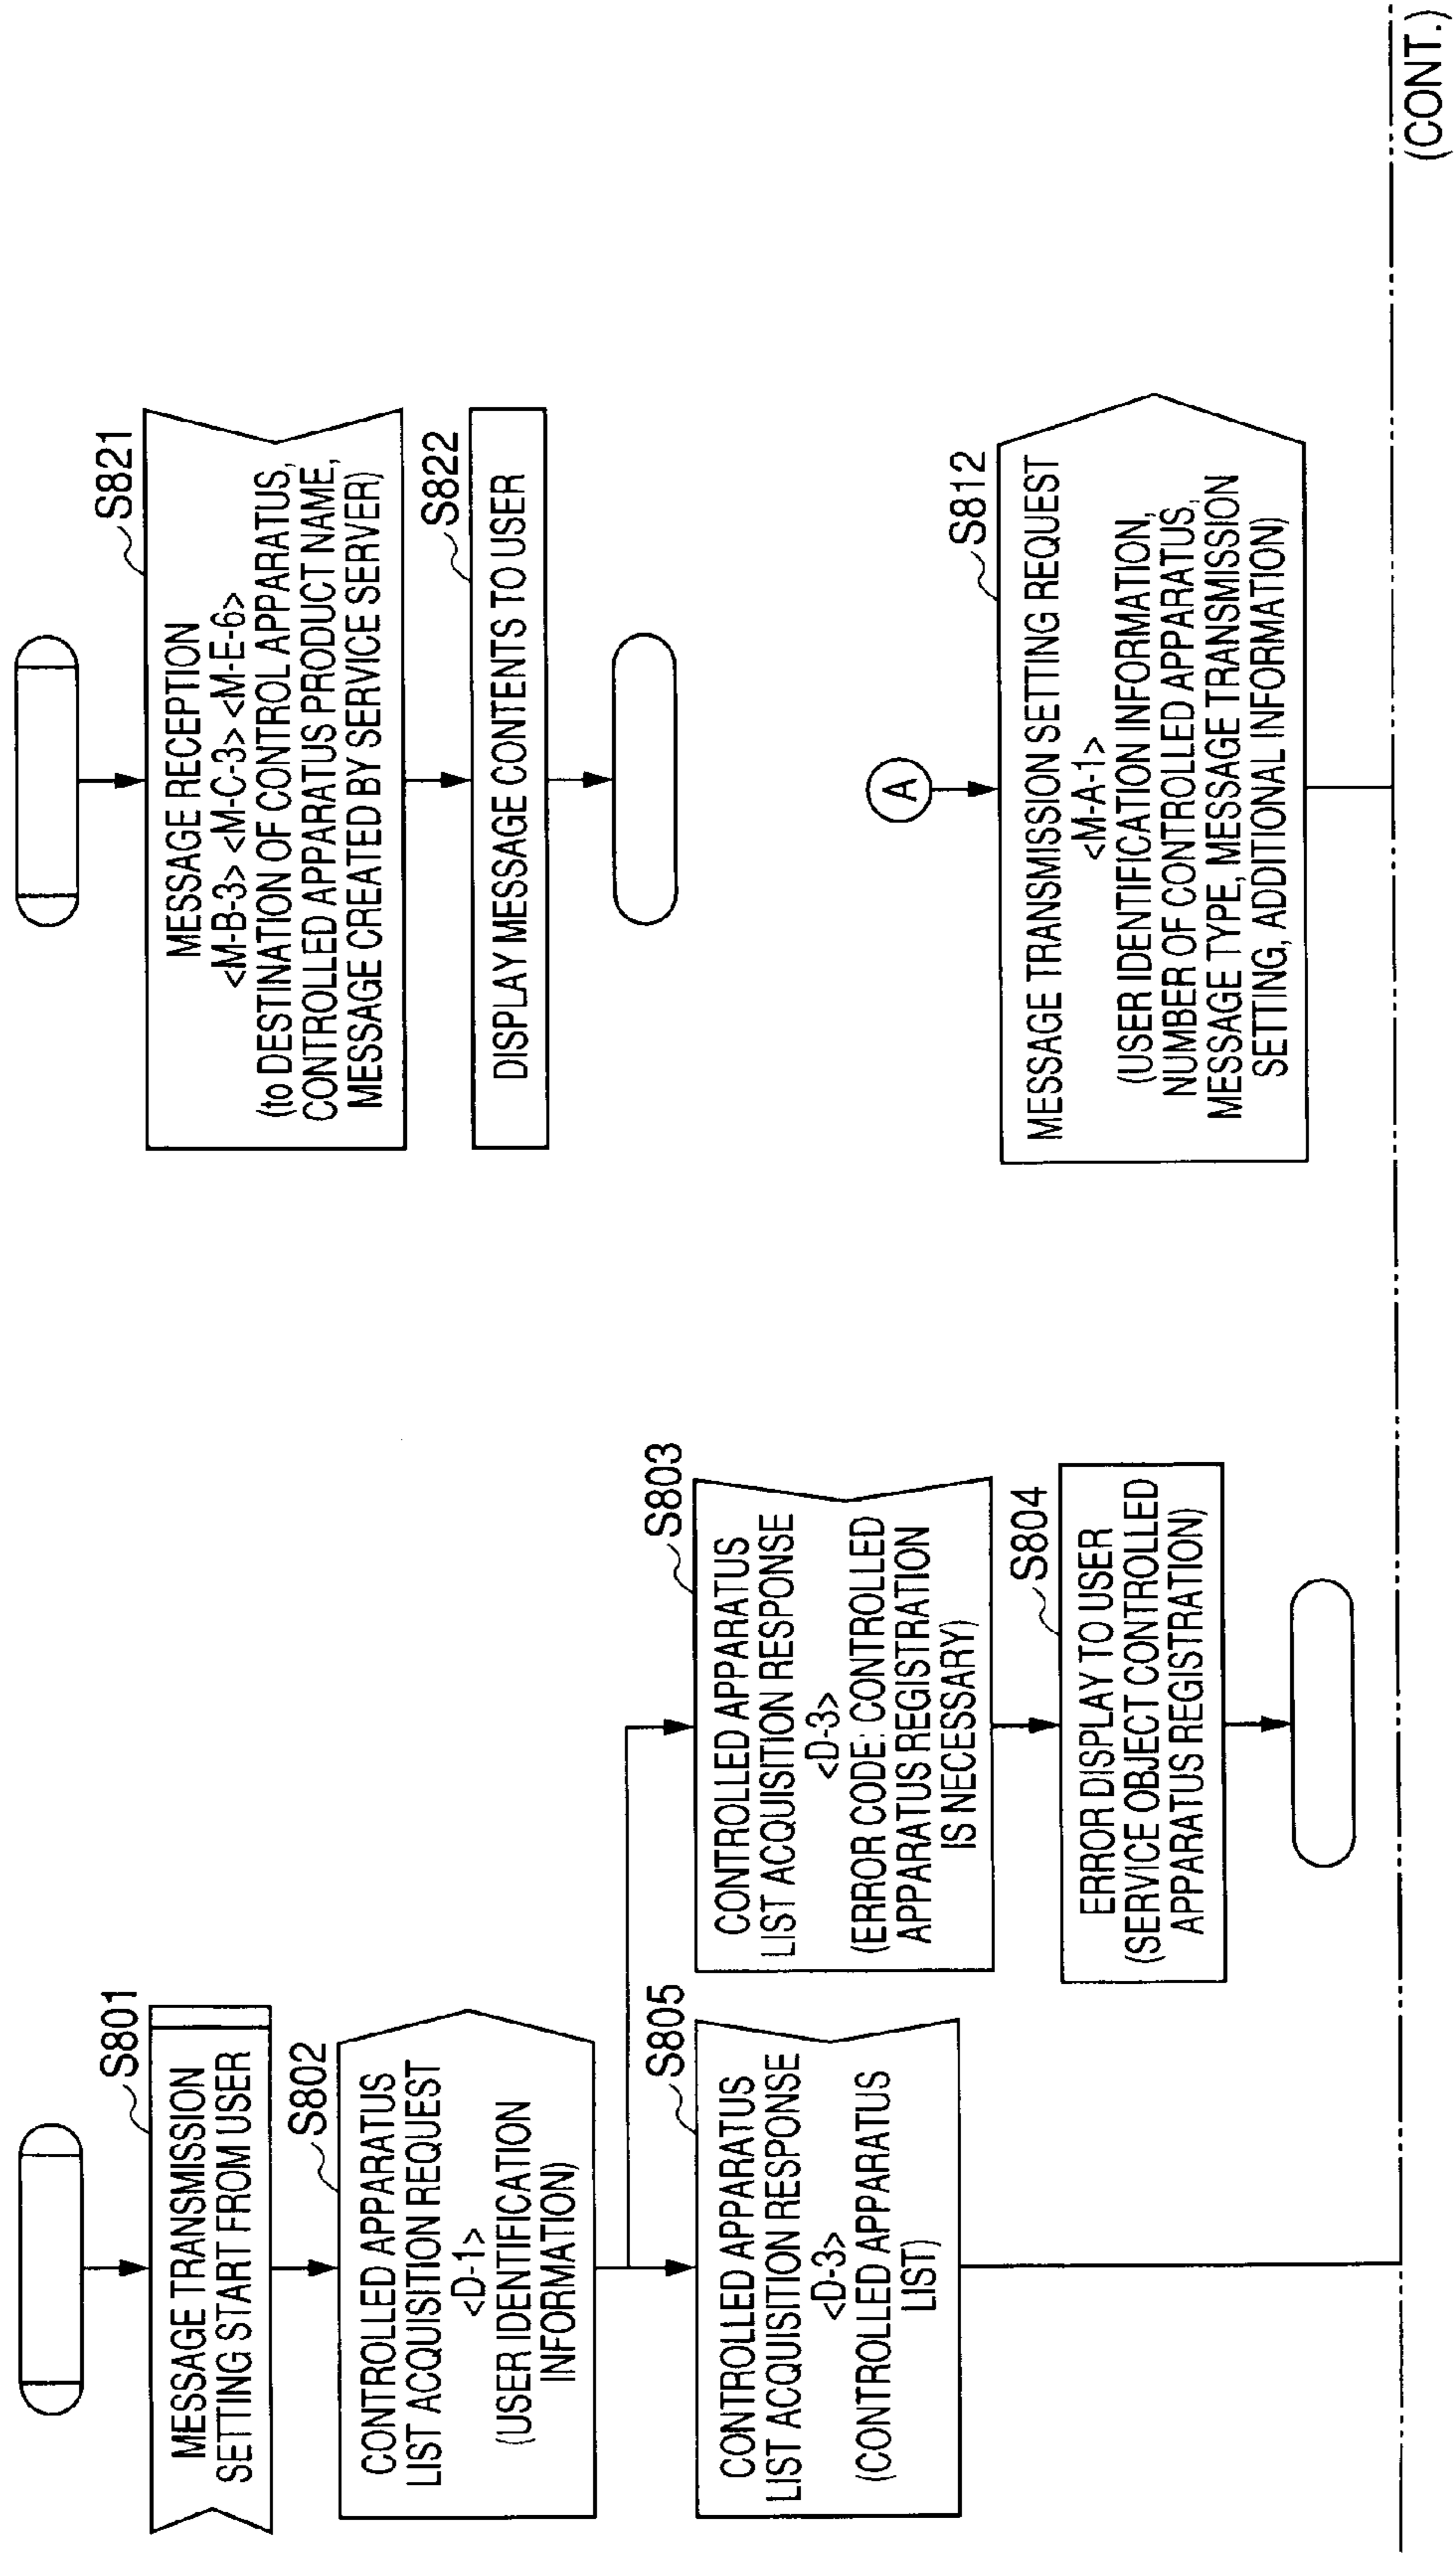 S801
MESSAGE TRANSMISSION
SETTING START FROM USER
S802
CONTROLLED APPARATUS
LIST ACQUISITION REQUEST
<D-1>
(USER IDENTIFICATION
INFORMATION)
S805
CONTROLLED APPARATUS
LIST ACQUISITION RESPONSE
<D-3>
(CONTROLLED APPARATUS
LIST)
S803
CONTROLLED APPARATUS
LIST ACQUISITION RESPONSE
<D-3>
(ERROR CODE: CONTROLLED
APPARATUS REGISTRATION
IS NECESSARY)
S804
ERROR DISPLAY TO USER
(SERVICE OBJECT CONTROLLED
APPARATUS REGISTRATION)
S821
MESSAGE RECEPTION
<M-B-3> <M-C-3> <M-E-6>
(to DESTINATION OF CONTROL APPARATUS,
CONTROLLED APPARATUS PRODUCT NAME,
MESSAGE CREATED BY SERVICE SERVER)
S822
DISPLAY MESSAGE CONTENTS TO USER
A
S812
MESSAGE TRANSMISSION SETTING REQUEST
<M-A-1>
(USER IDENTIFICATION INFORMATION,
NUMBER OF CONTROLLED APPARATUS,
MESSAGE TYPE, MESSAGE TRANSMISSION
SETTING, ADDITIONAL INFORMATION)
(CONT.)